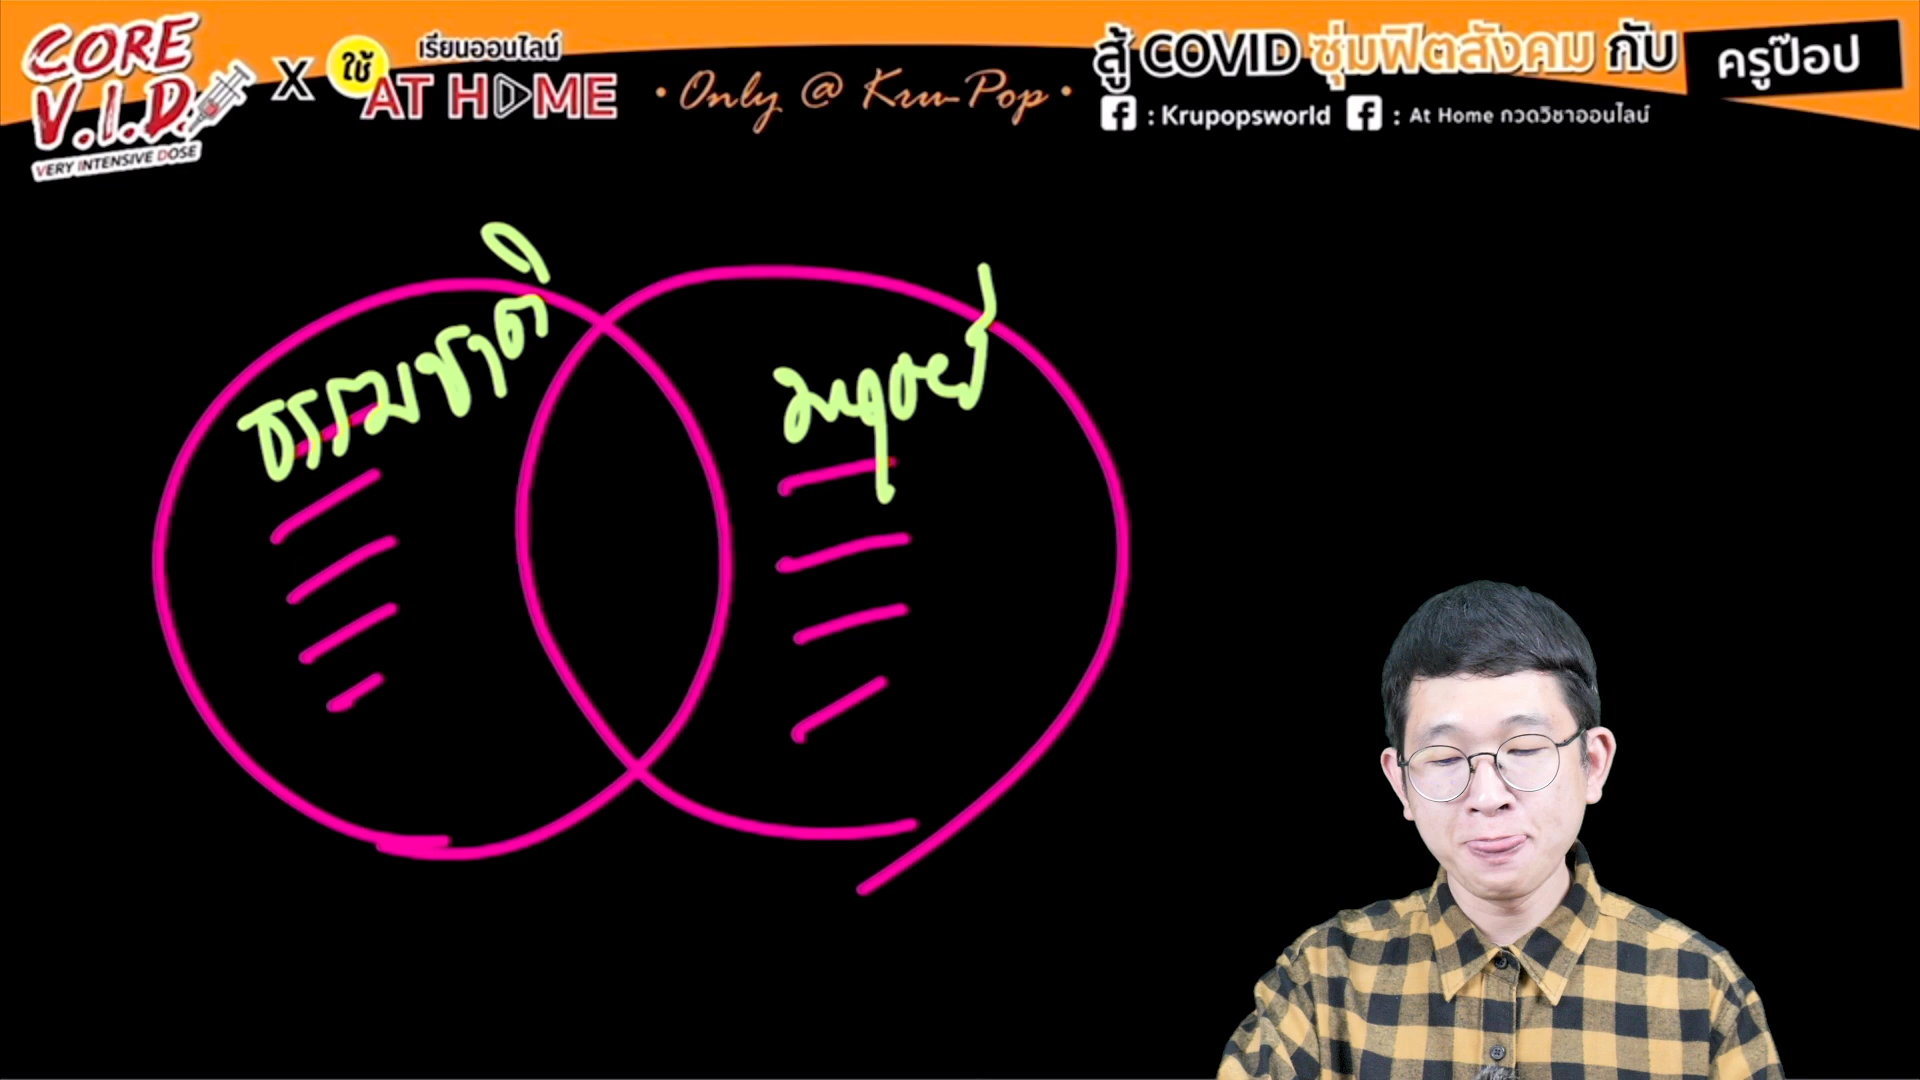 CORE
V.I.D.
VERY INTENSIVE DOSE
X
ใช้
เรียนออนไลน์
AT HOME
• Only @ Kru-Pop •
สู้ COVID ซุ่มฟิตสังคม กับ ครูป๊อป
: Krupopsworld : At Home กวดวิชาออนไลน์
ธรรมชาติ
มนุษย์